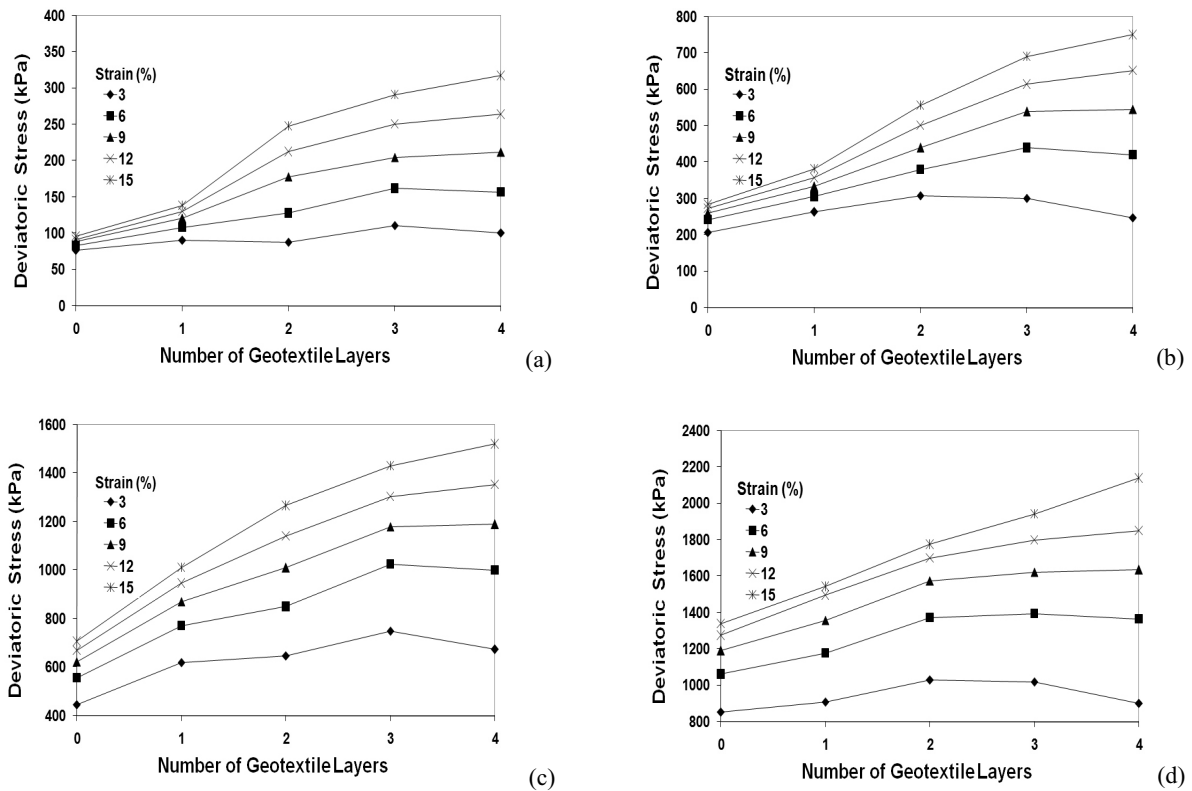 400
350
300
250
200
150
100
50
0
Deviatoric Stress (kPa)
Strain (%)
3
6
9
12
15
0 1 2 3 4
Number of Geotextile Layers
(a)
800
700
600
500
400
300
200
100
0
Deviatoric Stress (kPa)
Strain (%)
3
6
9
12
15
0 1 2 3 4
Number of Geotextile Layers
(b)
1600
1400
1200
1000
800
600
400
Deviatoric Stress (kPa)
Strain (%)
3
6
9
12
15
0 1 2 3 4
Number of Geotextile Layers
(c)
2400
2200
2000
1800
1600
1400
1200
1000
800
Deviatoric Stress (kPa)
Strain (%)
3
6
9
12
15
0 1 2 3 4
Number of Geotextile Layers
(d)